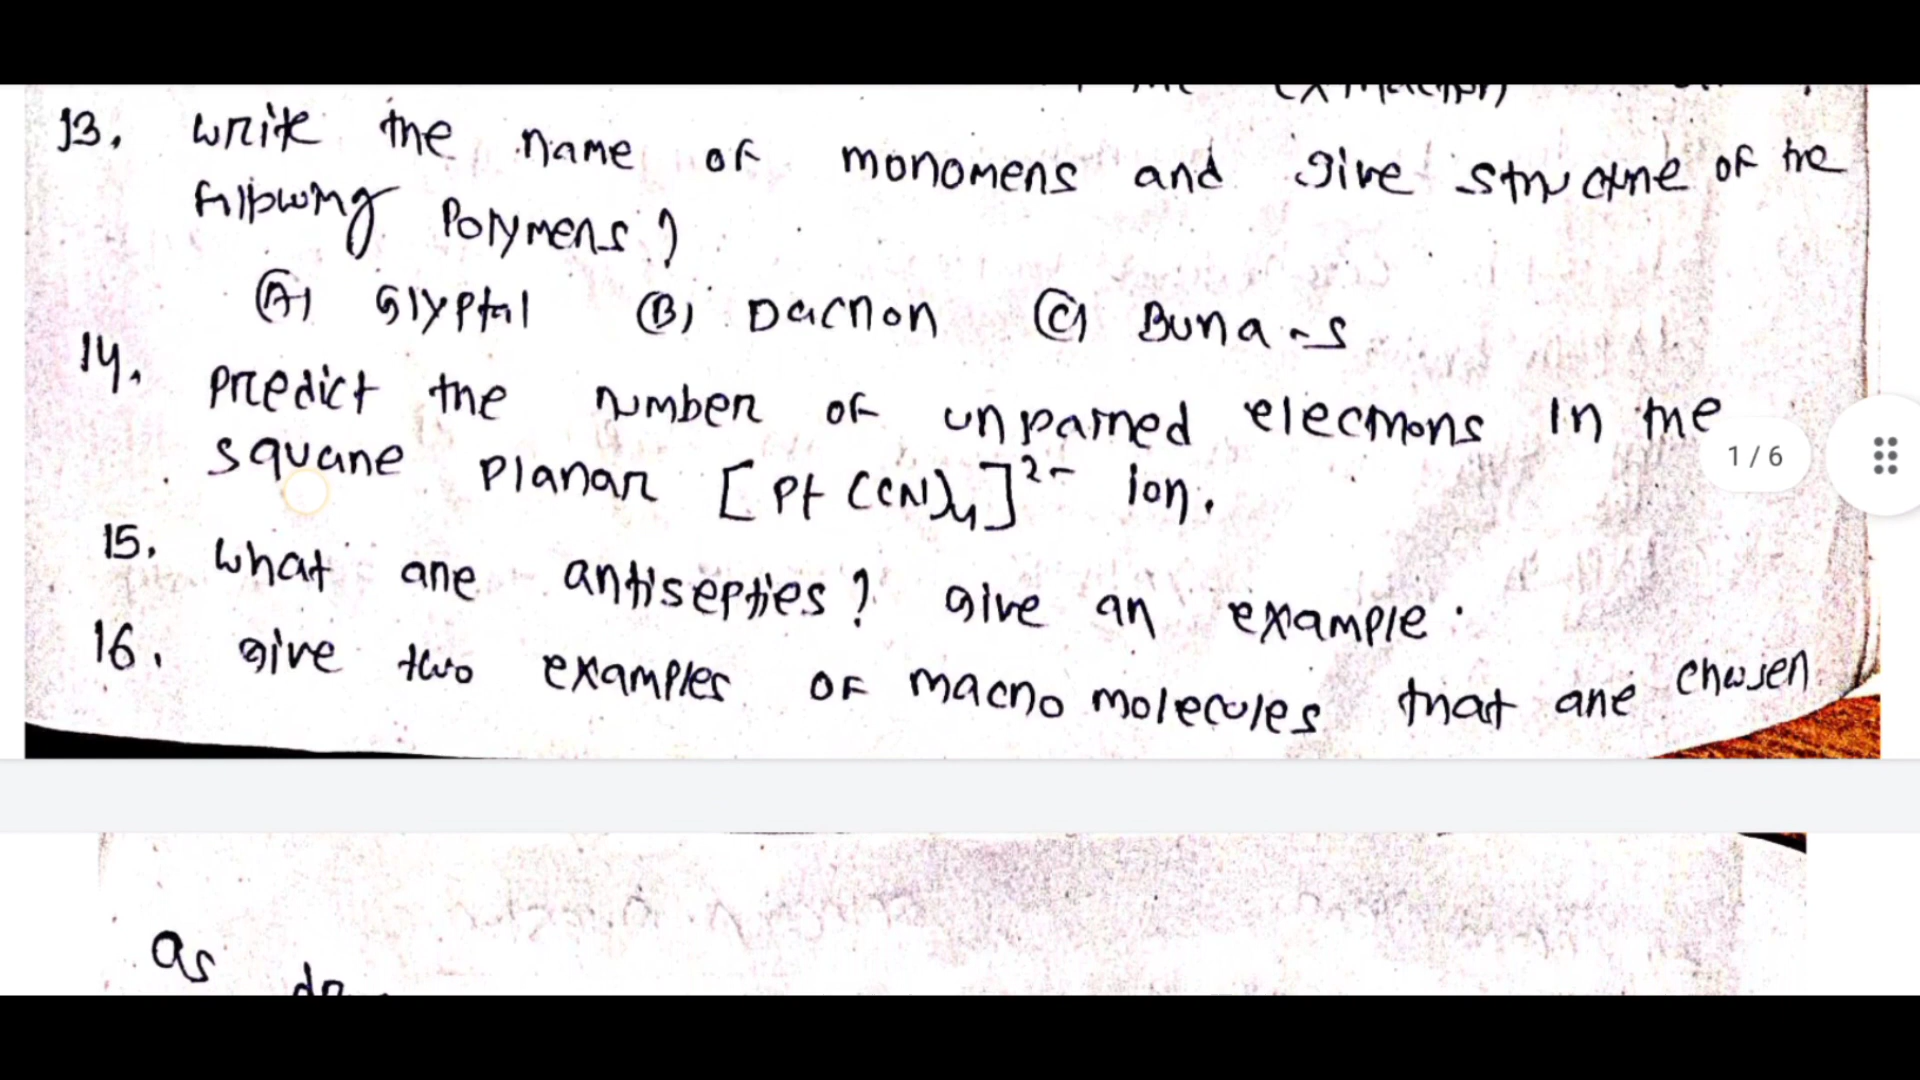 13. write the name of monomers and give structure of the
following Polymers?
(A) Glyptal (B) Dacron (C) Buna-S
14. Predict the number of unpaired electrons in the
square planar [Pt(CN)4]2- ion.
1 / 6
15. What are antiseptics? Give an example.
16. give two examples of macro molecules that are chosen
as